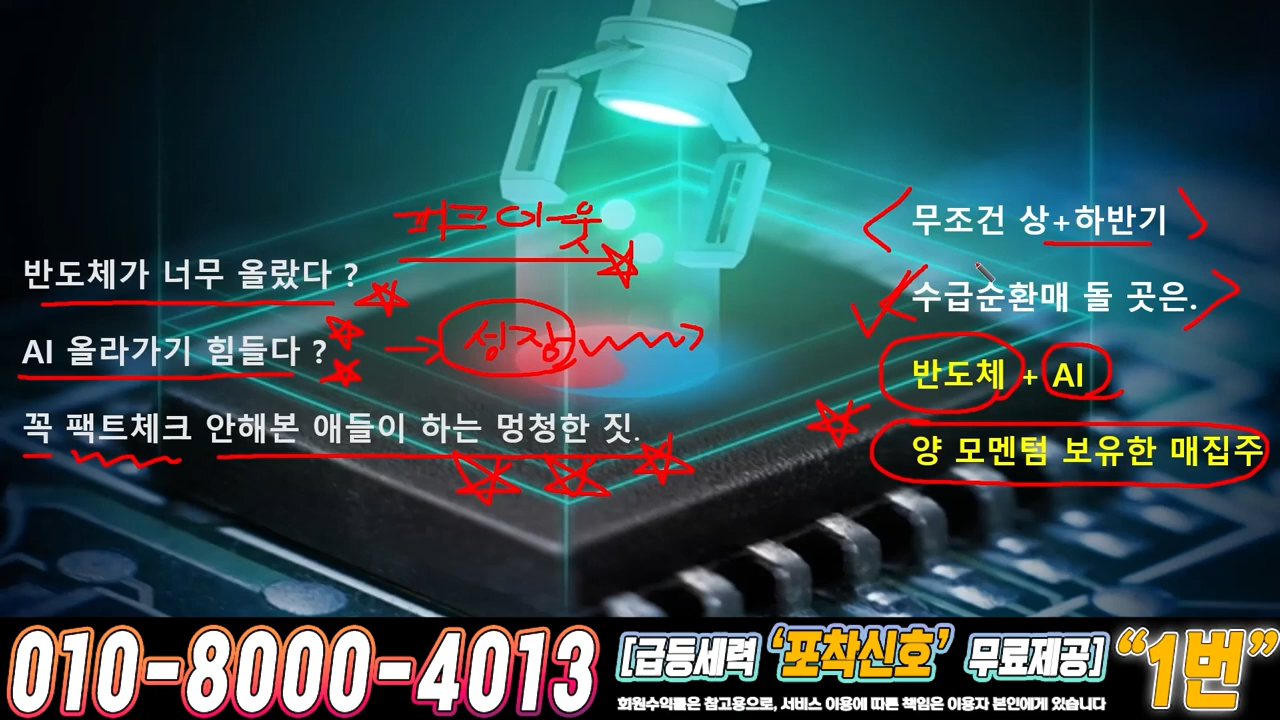 피크아웃
반도체가 너무 올랐다 ?
AI 올라가기 힘들다 ?
성장
꼭 팩트체크 안해본 애들이 하는 멍청한 짓.
무조건 상+하반기
수급순환매 돌 곳은.
반도체 + AI
양 모멘텀 보유한 매집주
010-8000-4013
[급등세력 '포착신호' 무료제공] "1번"
회원수익률은 참고용으로, 서비스 이용에 따른 책임은 이용자 본인에게 있습니다